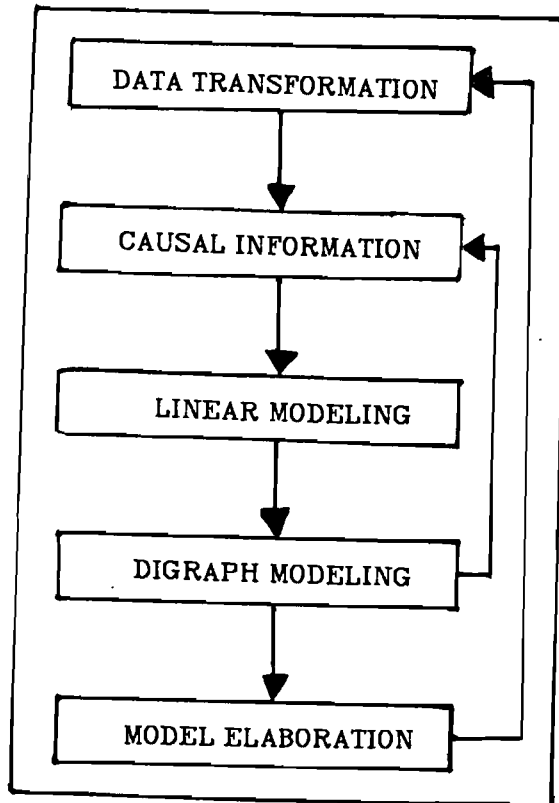 DATA TRANSFORMATION
CAUSAL INFORMATION
LINEAR MODELING
DIGRAPH MODELING
MODEL ELABORATION